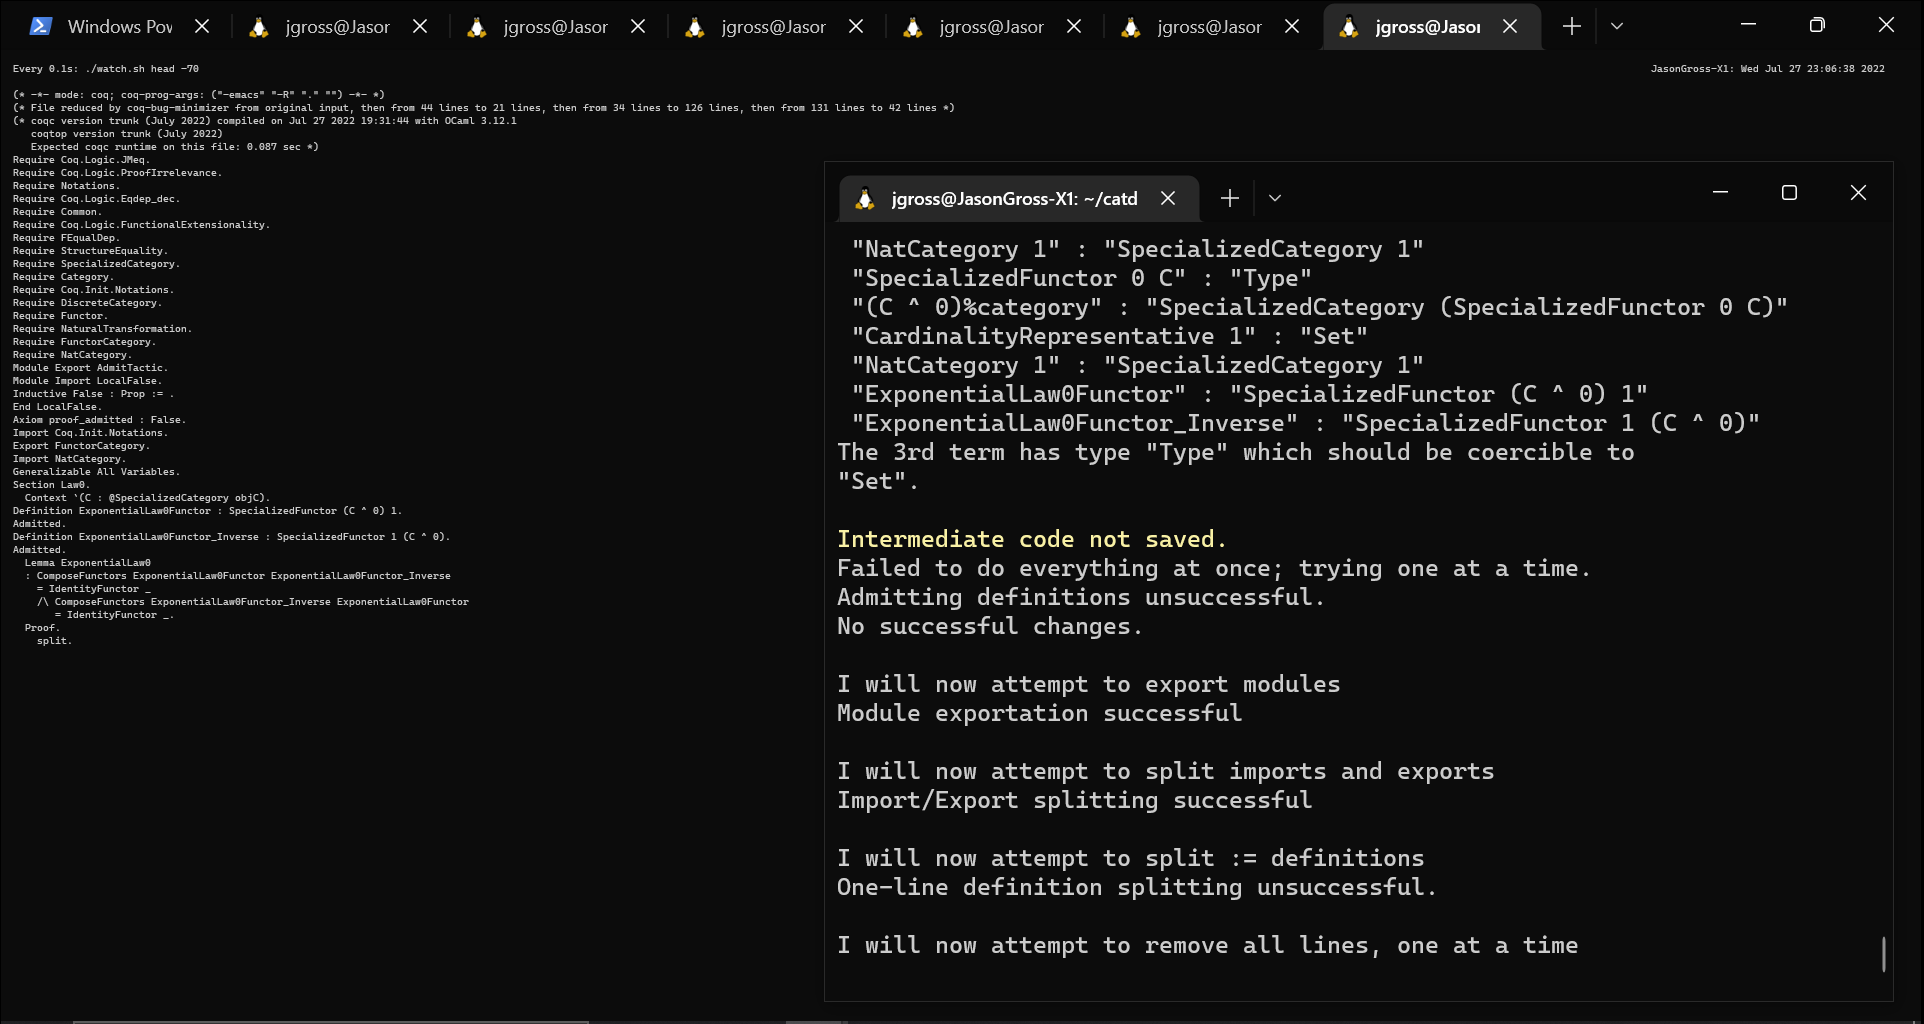 Windows Pov
jgross@Jasor
jgross@Jasor
jgross@Jasor
jgross@Jasor
jgross@Jasor
jgross@Jasor
Every 0.1s: ./watch.sh head -70
JasonGross-X1: Wed Jul 27 23:06:38 2022
(* -*- mode: coq; coq-prog-args: ("-emacs" "-R" "." "") -*- *)
(* File reduced by coq-bug-minimizer from original input, then from 44 lines to 21 lines, then from 34 lines to 126 lines, then from 131 lines to 42 lines *)
(* coqc version trunk (July 2022) compiled on Jul 27 2022 19:31:44 with OCaml 3.12.1
   coqtop version trunk (July 2022)
   Expected coqc runtime on this file: 0.087 sec *)
Require Coq.Logic.JMeq.
Require Coq.Logic.ProofIrrelevance.
Require Notations.
Require Coq.Logic.Eqdep_dec.
Require Common.
Require Coq.Logic.FunctionalExtensionality.
Require FEqualDep.
Require StructureEquality.
Require SpecializedCategory.
Require Category.
Require Coq.Init.Notations.
Require DiscreteCategory.
Require Functor.
Require NaturalTransformation.
Require FunctorCategory.
Require NatCategory.
Module Export AdmitTactic.
Module Import LocalFalse.
Inductive False : Prop := .
End LocalFalse.
Axiom proof_admitted : False.
Import Coq.Init.Notations.
Export FunctorCategory.
Import NatCategory.
Generalizable All Variables.
Section Law0.
  Context `(C : @SpecializedCategory objC).
Definition ExponentialLaw0Functor : SpecializedFunctor (C ^ 0) 1.
Admitted.
Definition ExponentialLaw0Functor_Inverse : SpecializedFunctor 1 (C ^ 0).
Admitted.
  Lemma ExponentialLaw0
  : ComposeFunctors ExponentialLaw0Functor ExponentialLaw0Functor_Inverse
    = IdentityFunctor _
    /\ ComposeFunctors ExponentialLaw0Functor_Inverse ExponentialLaw0Functor
       = IdentityFunctor _.
  Proof.
    split.
jgross@JasonGross-X1: ~/catd
"NatCategory 1" : "SpecializedCategory 1"
"SpecializedFunctor 0 C" : "Type"
"(C ^ 0)%category" : "SpecializedCategory (SpecializedFunctor 0 C)"
"CardinalityRepresentative 1" : "Set"
"NatCategory 1" : "SpecializedCategory 1"
"ExponentialLaw0Functor" : "SpecializedFunctor (C ^ 0) 1"
"ExponentialLaw0Functor_Inverse" : "SpecializedFunctor 1 (C ^ 0)"
The 3rd term has type "Type" which should be coercible to
"Set".
Intermediate code not saved.
Failed to do everything at once; trying one at a time.
Admitting definitions unsuccessful.
No successful changes.
I will now attempt to export modules
Module exportation successful
I will now attempt to split imports and exports
Import/Export splitting successful
I will now attempt to split := definitions
One-line definition splitting unsuccessful.
I will now attempt to remove all lines, one at a time